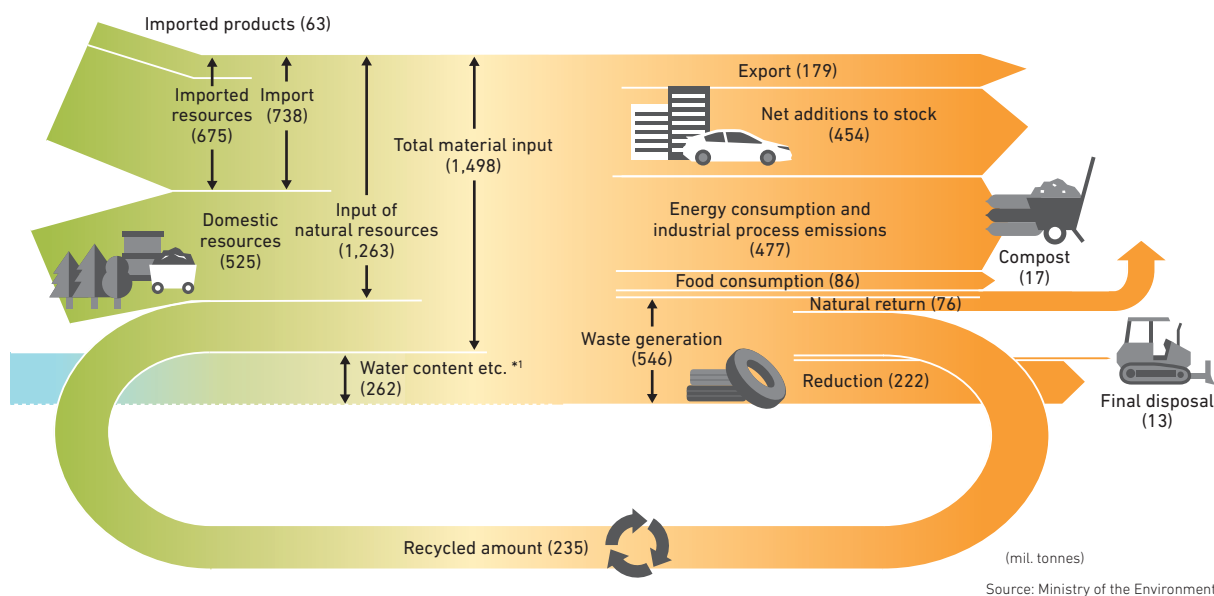 Imported products (63)
Imported
resources
(675)
Import
(738)
Total material input
(1,498)
Input of
natural resources
(1,263)
Domestic
resources
(525)
Water content etc. *1
(262)
Recycled amount (235)
Export (179)
Net additions to stock
(454)
Energy consumption and
industrial process emissions
(477)
Food consumption (86)
Compost
(17)
Natural return (76)
Waste generation
(546)
Reduction (222)
Final disposal
(13)
(mil. tonnes)
Source: Ministry of the Environment